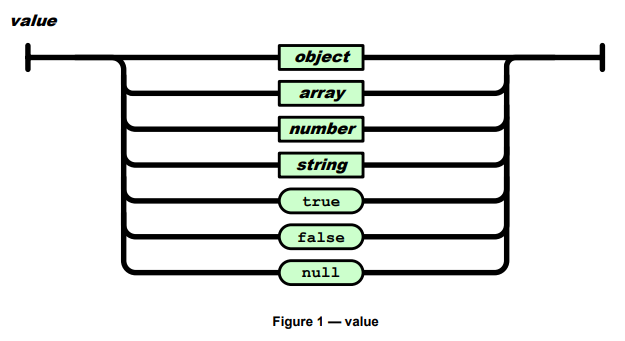 value
object
array
number
string
true
false
null
Figure 1 — value